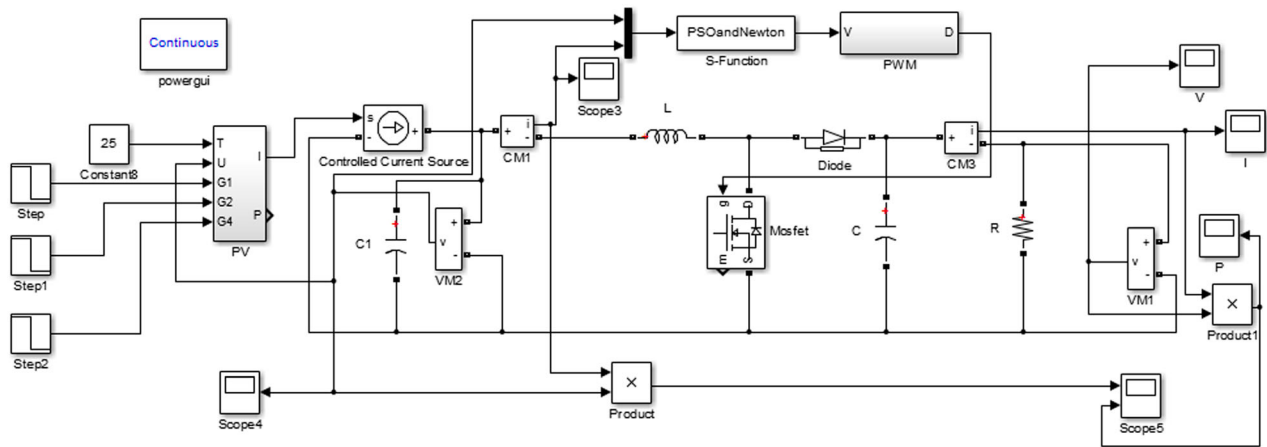 Continuous
powergui
PSOandNewton
S-Function
V
D
PWM
V
Scope3
L
I
25
Constant8
T
U
G1
G2
G4
I
P
PV
s
-
+
Controlled Current Source
+
-
i
CM1
Diode
+
-
i
CM3
Step
Step1
Step2
C1
+
v
-
VM2
g
D
m
S
Mosfet
C
R
P
+
v
-
VM1
×
Product1
Scope4
×
Product
Scope5